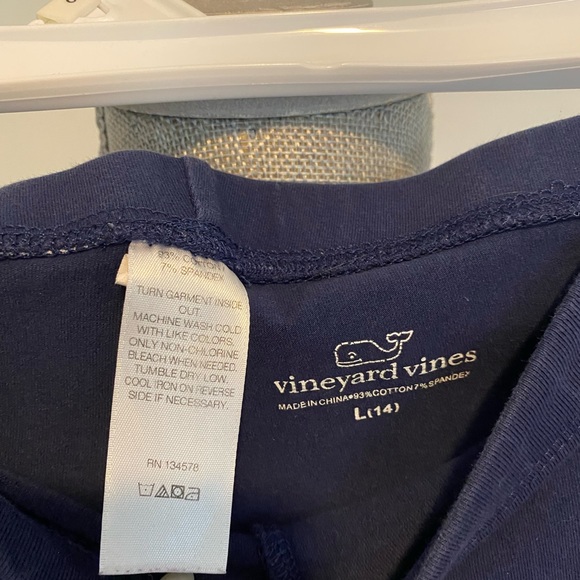 93% COTTON
7% SPANDEX
TURN GARMENT INSIDE
OUT.
MACHINE WASH COLD
WITH LIKE COLORS.
ONLY NON-CHLORINE
BLEACH WHEN NEEDED.
TUMBLE DRY LOW.
COOL IRON ON REVERSE
SIDE IF NECESSARY.
RN 134578
vineyard vines
MADE IN CHINA•93%COTTON 7% SPANDEX
L(14)